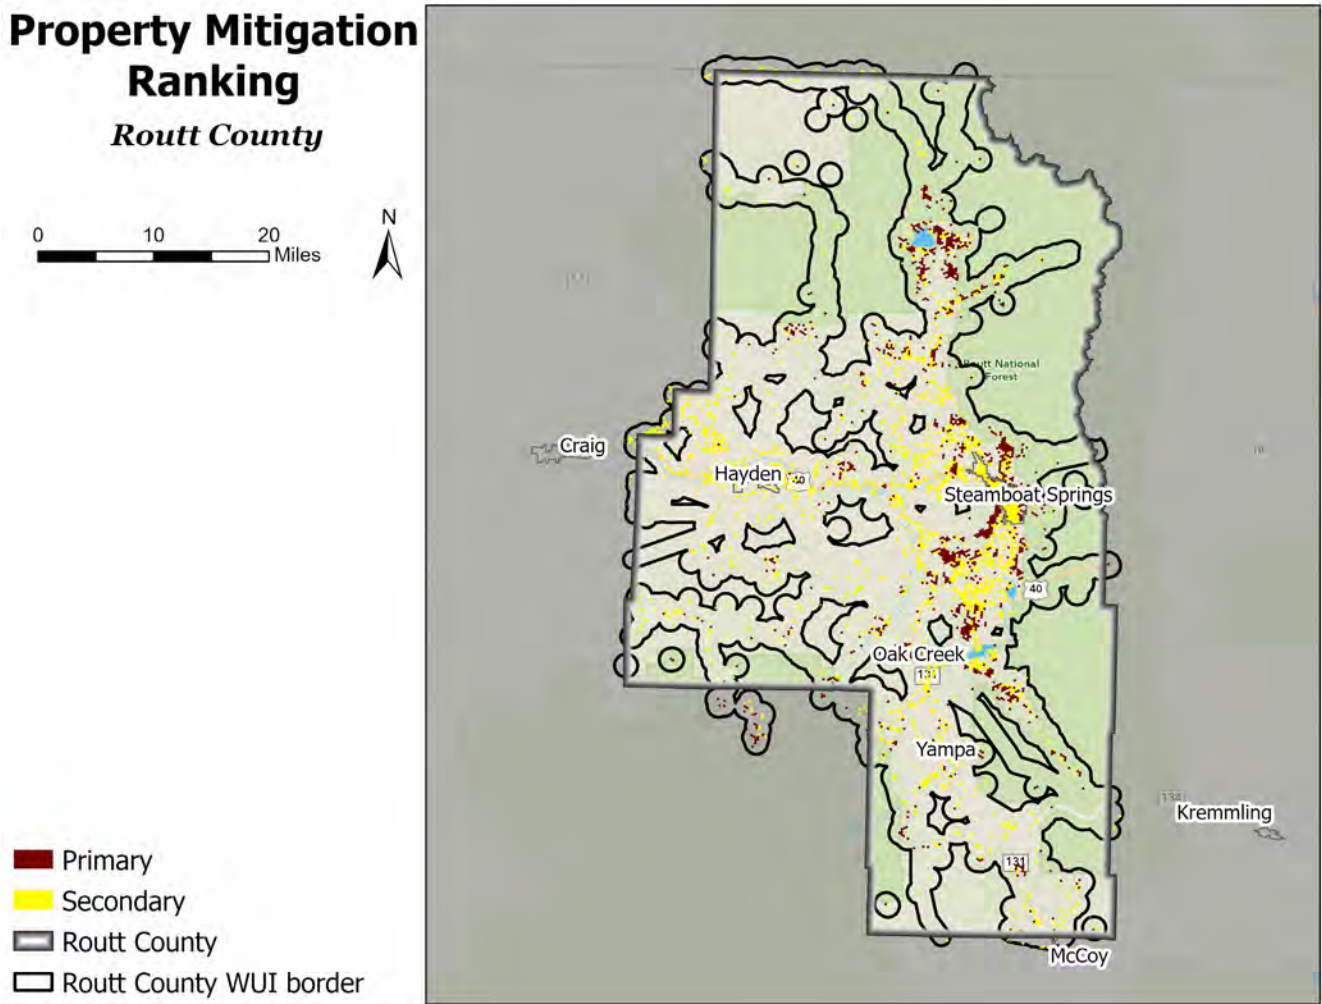 Property Mitigation
Ranking
Routt County
N
0 10 20
Miles
Routt National
Forest
Craig
Hayden
40
Steamboat Springs
40
Oak Creek
131
Yampa
134
Kremmling
131
McCoy
Primary
Secondary
Routt County
Routt County WUI border